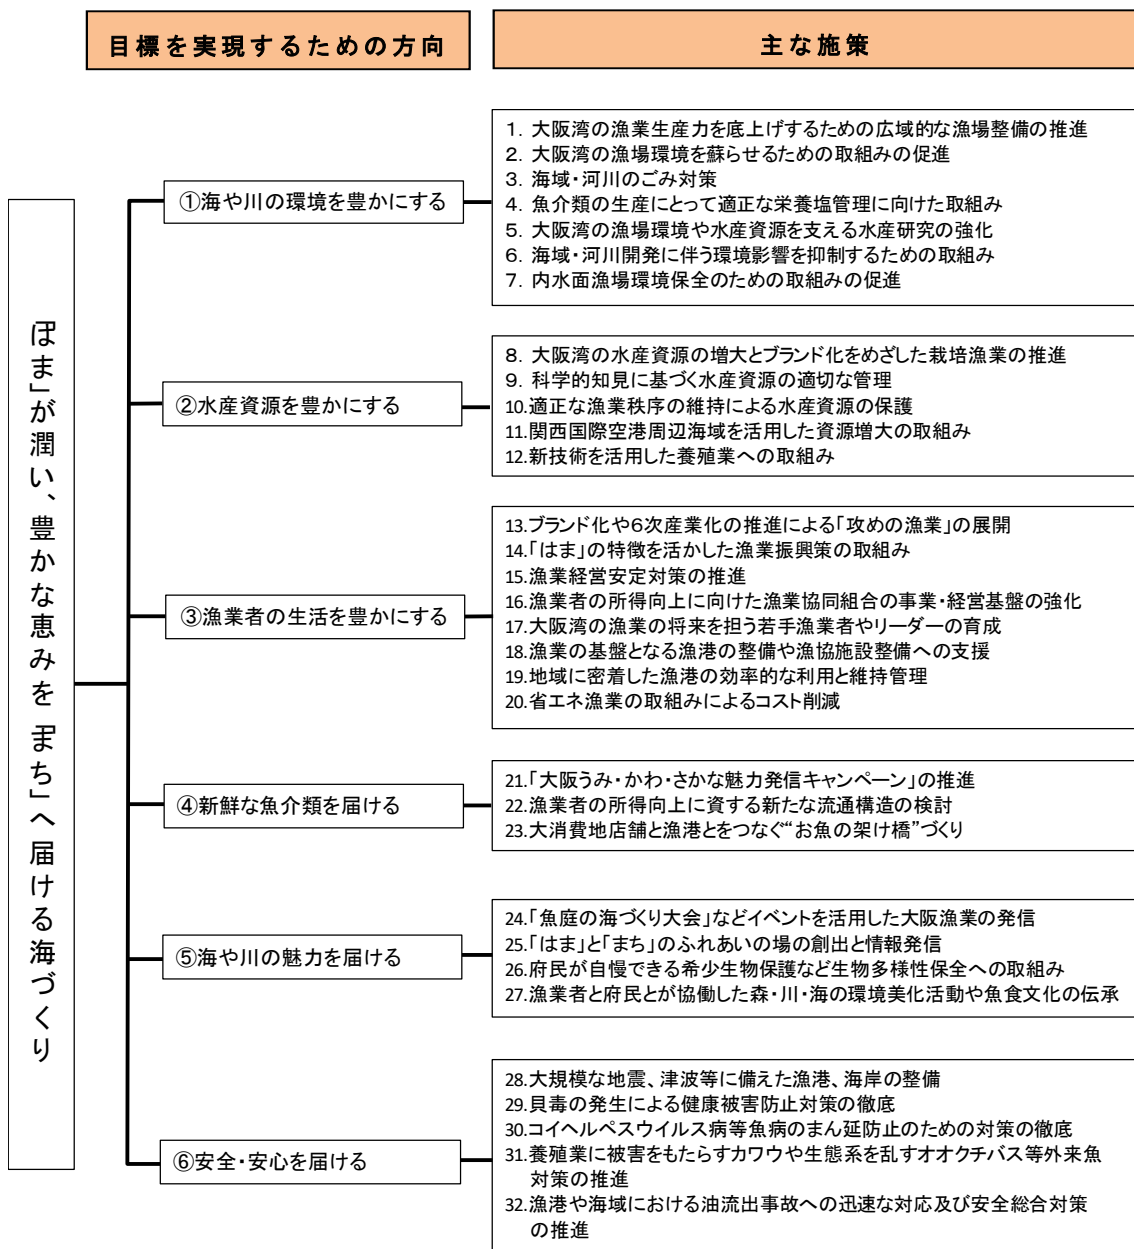 目標を実現するための方向
主な施策
「はま」が潤い、豊かな恵みを「まち」へ届ける海づくり
①海や川の環境を豊かにする
1. 大阪湾の漁業生産力を底上げするための広域的な漁場整備の推進
2. 大阪湾の漁場環境を蘇らせるための取組みの促進
3. 海域・河川のごみ対策
4. 魚介類の生産にとって適正な栄養塩管理に向けた取組み
5. 大阪湾の漁場環境や水産資源を支える水産研究の強化
6. 海域・河川開発に伴う環境影響を抑制するための取組み
7. 内水面漁場環境保全のための取組みの促進
②水産資源を豊かにする
8. 大阪湾の水産資源の増大とブランド化をめざした栽培漁業の推進
9. 科学的知見に基づく水産資源の適切な管理
10.適正な漁業秩序の維持による水産資源の保護
11.関西国際空港周辺海域を活用した資源増大の取組み
12.新技術を活用した養殖業への取組み
③漁業者の生活を豊かにする
13.ブランド化や6次産業化の推進による「攻めの漁業」の展開
14.「はま」の特徴を活かした漁業振興策の取組み
15.漁業経営安定対策の推進
16.漁業者の所得向上に向けた漁業協同組合の事業・経営基盤の強化
17.大阪湾の漁業の将来を担う若手漁業者やリーダーの育成
18.漁業の基盤となる漁港の整備や漁協施設整備への支援
19.地域に密着した漁港の効率的な利用と維持管理
20.省エネ漁業の取組みによるコスト削減
④新鮮な魚介類を届ける
21.「大阪うみ・かわ・さかな魅力発信キャンペーン」の推進
22.漁業者の所得向上に資する新たな流通構造の検討
23.大消費地店舗と漁港とをつなぐ“お魚の架け橋”づくり
⑤海や川の魅力を届ける
24.「魚庭の海づくり大会」などイベントを活用した大阪漁業の発信
25.「はま」と「まち」のふれあいの場の創出と情報発信
26.府民が自慢できる希少生物保護など生物多様性保全への取組み
27.漁業者と府民とが協働した森・川・海の環境美化活動や魚食文化の伝承
⑥安全・安心を届ける
28.大規模な地震、津波等に備えた漁港、海岸の整備
29.貝毒の発生による健康被害防止対策の徹底
30.コイヘルペスウイルス病等魚病のまん延防止のための対策の徹底
31.養殖業に被害をもたらすカワウや生態系を乱すオオクチバス等外来魚
対策の推進
32.漁港や海域における油流出事故への迅速な対応及び安全総合対策
の推進